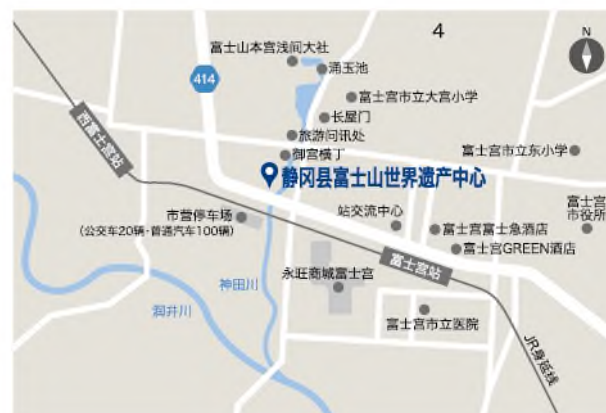 4
N
富士山本宫浅间大社
414
涌玉池
富士宫市立大宫小学
长屋门
旅游问讯处
御宫横丁
富士宫市立东小学
西富士宫站
静冈县富士山世界遗产中心
富士宫
市役所
市营停车场
(公交车20辆·普通汽车100辆)
站交流中心
富士宫富士急酒店
富士宫GREEN酒店
富士宫站
神田川
永旺商城富士宫
润井川
富士宫市立医院
JR身延线